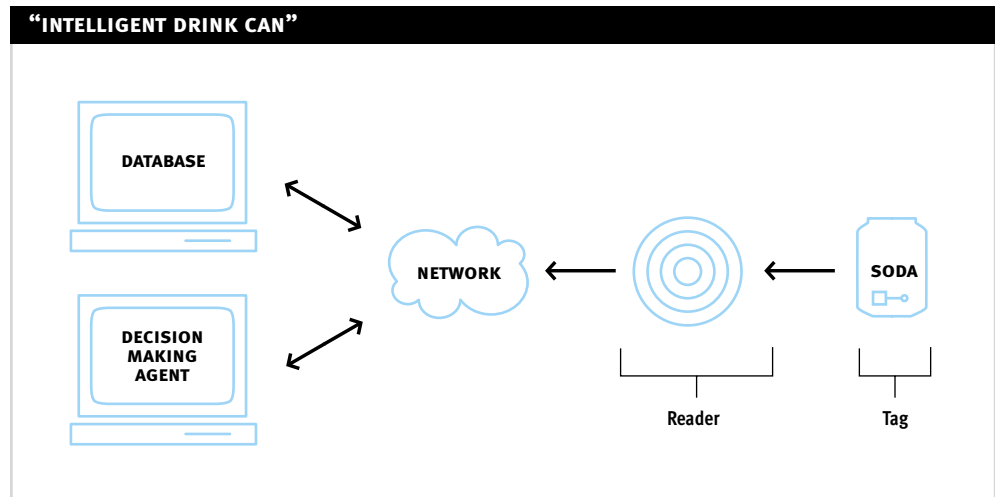 “INTELLIGENT DRINK CAN”
DATABASE
NETWORK
SODA
DECISION
MAKING
AGENT
Reader
Tag